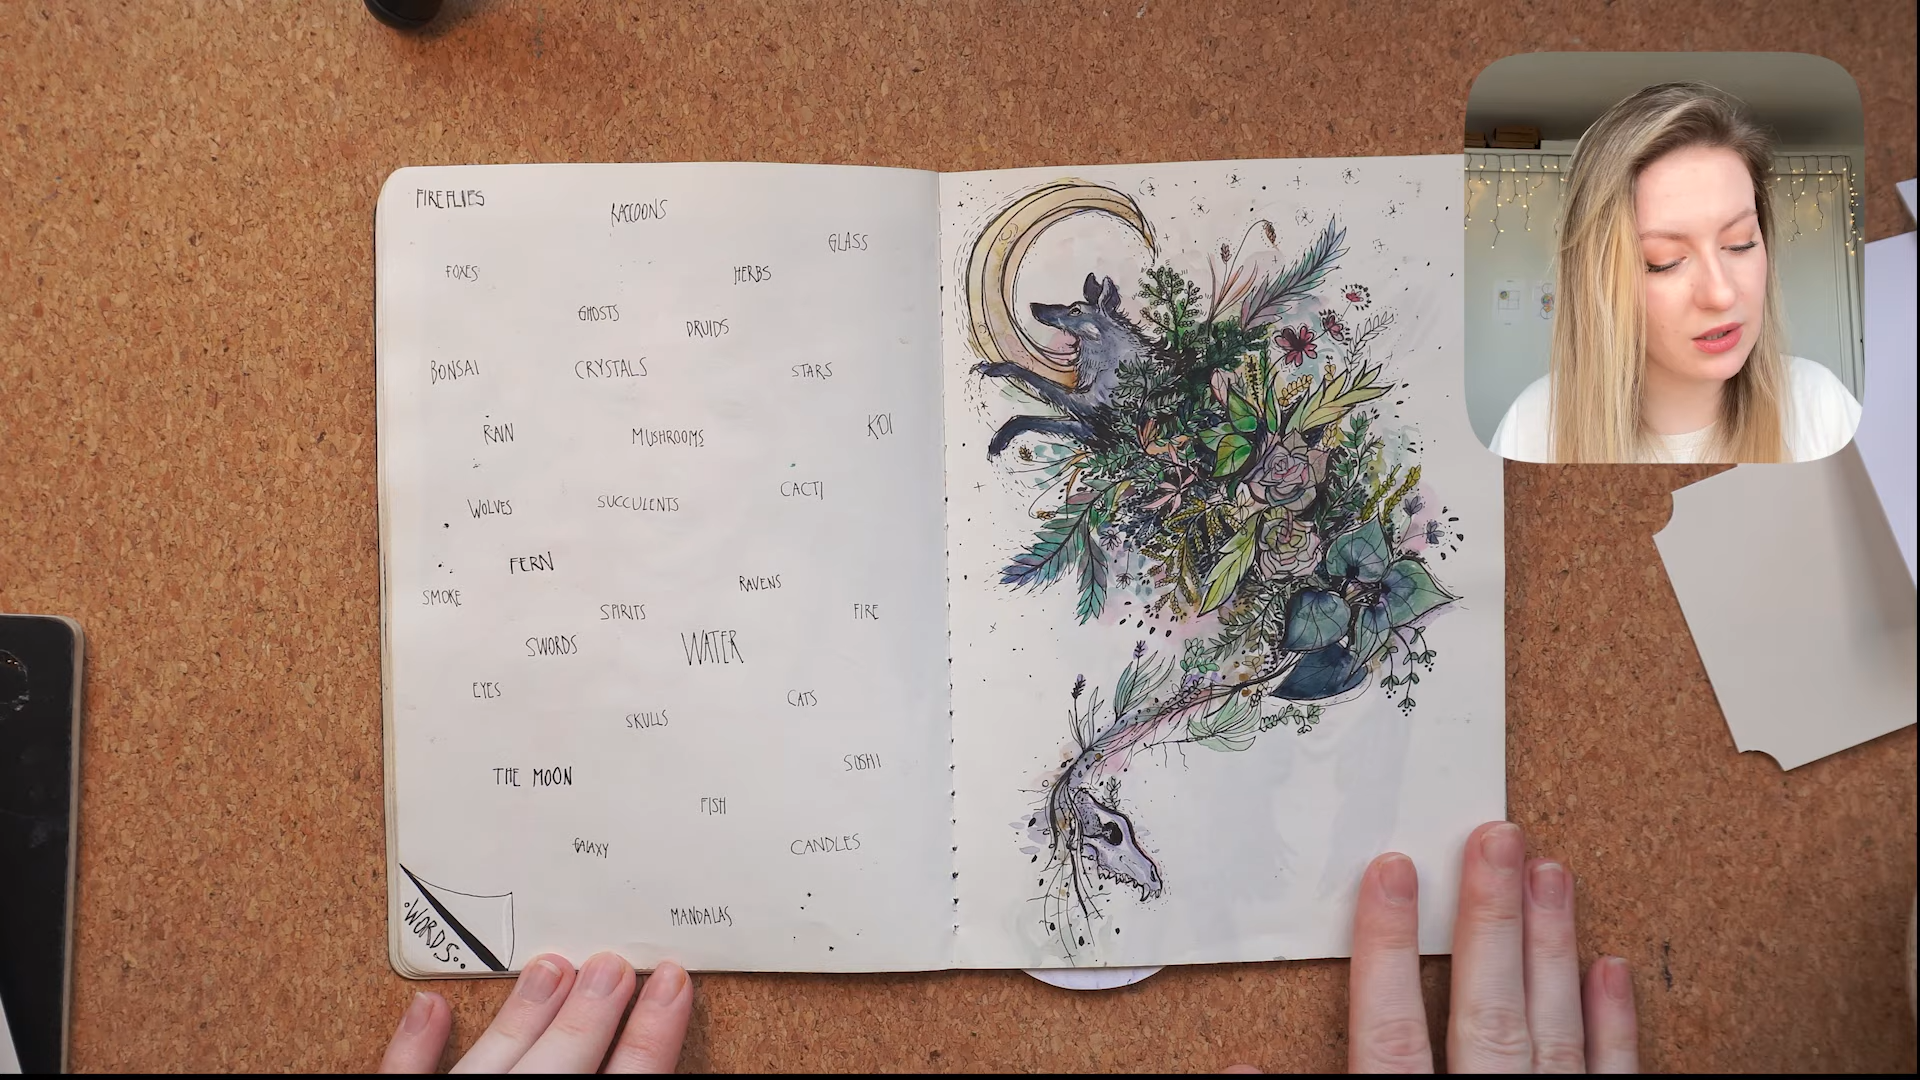 FIREFLIES
RACCOONS
GLASS
FOXES
HERBS
GHOSTS
DRUIDS
BONSAI
CRYSTALS
STARS
RAIN
MUSHROOMS
KOI
WOLVES
SUCCULENTS
CACTI
FERN
RAVENS
SMOKE
SPIRITS
FIRE
SWORDS
WATER
EYES
CATS
SKULLS
SUSHI
THE MOON
FISH
GALAXY
CANDLES
MANDALAS
WORDS